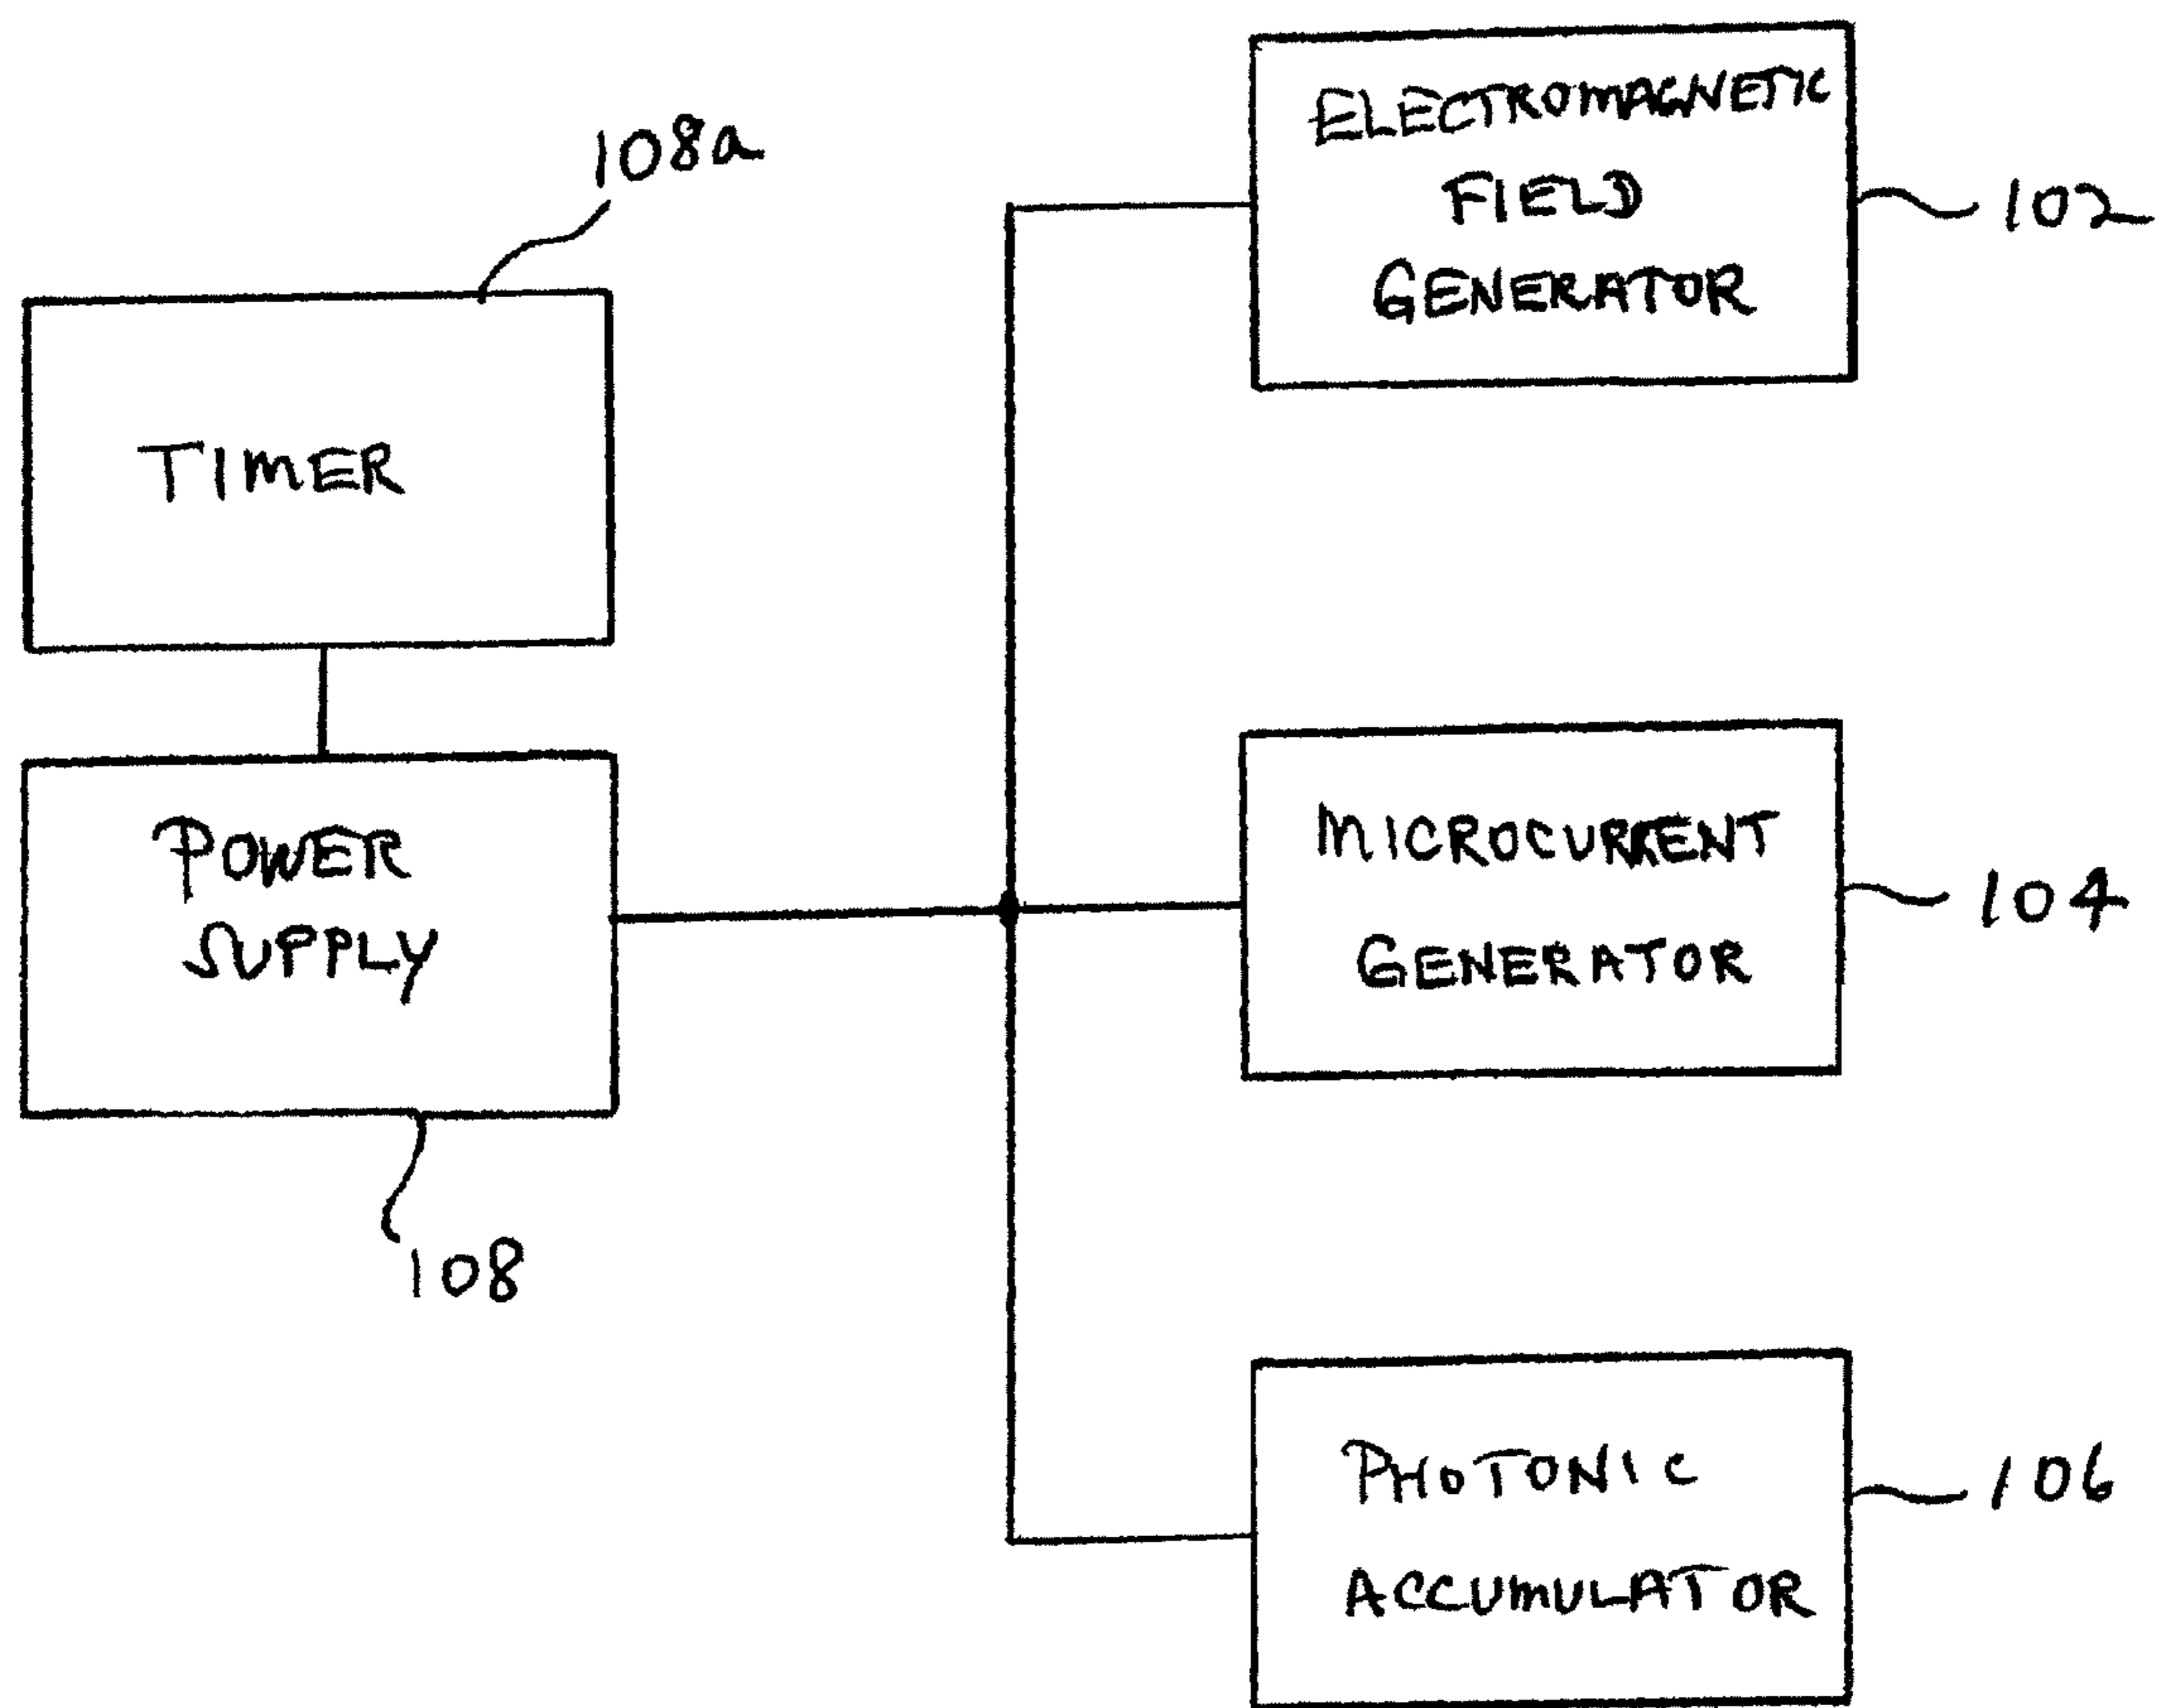 108a
TIMER
POWER
SUPPLY
108
ELECTROMAGNETIC
FIELD
GENERATOR
102
MICROCURRENT
GENERATOR
104
PHOTONIC
ACCUMULATOR
106